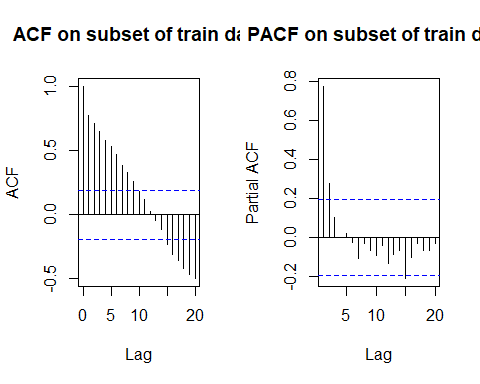 ACF on subset of train da
PACF on subset of train d
ACF
1.0
0.5
0.0
-0.5
0 5 10 20
Lag
Partial ACF
0.8
0.6
0.4
0.2
0.0
-0.2
5 10 20
Lag